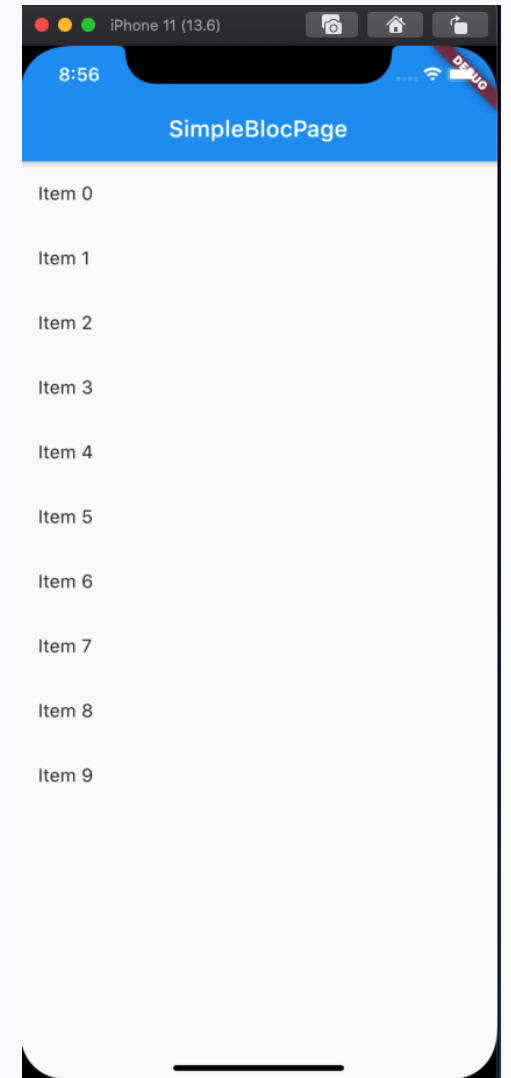 iPhone 11 (13.6)
8:56
DEBUG
SimpleBlocPage
Item 0
Item 1
Item 2
Item 3
Item 4
Item 5
Item 6
Item 7
Item 8
Item 9